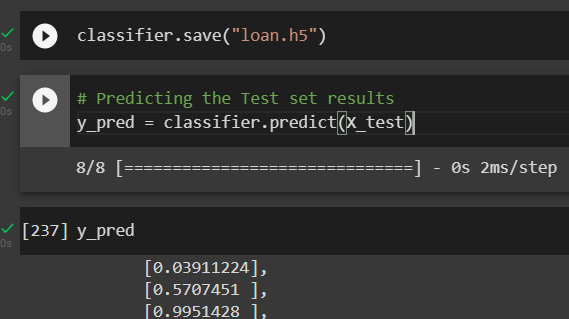 classifier.save("loan.h5")
0s
# Predicting the Test set results
y_pred = classifier.predict(X_test)
0s
8/8 [==============================] - 0s 2ms/step
[237] y_pred
0s
[0.03911224],
[0.5707451 ],
[0.9951428 ],